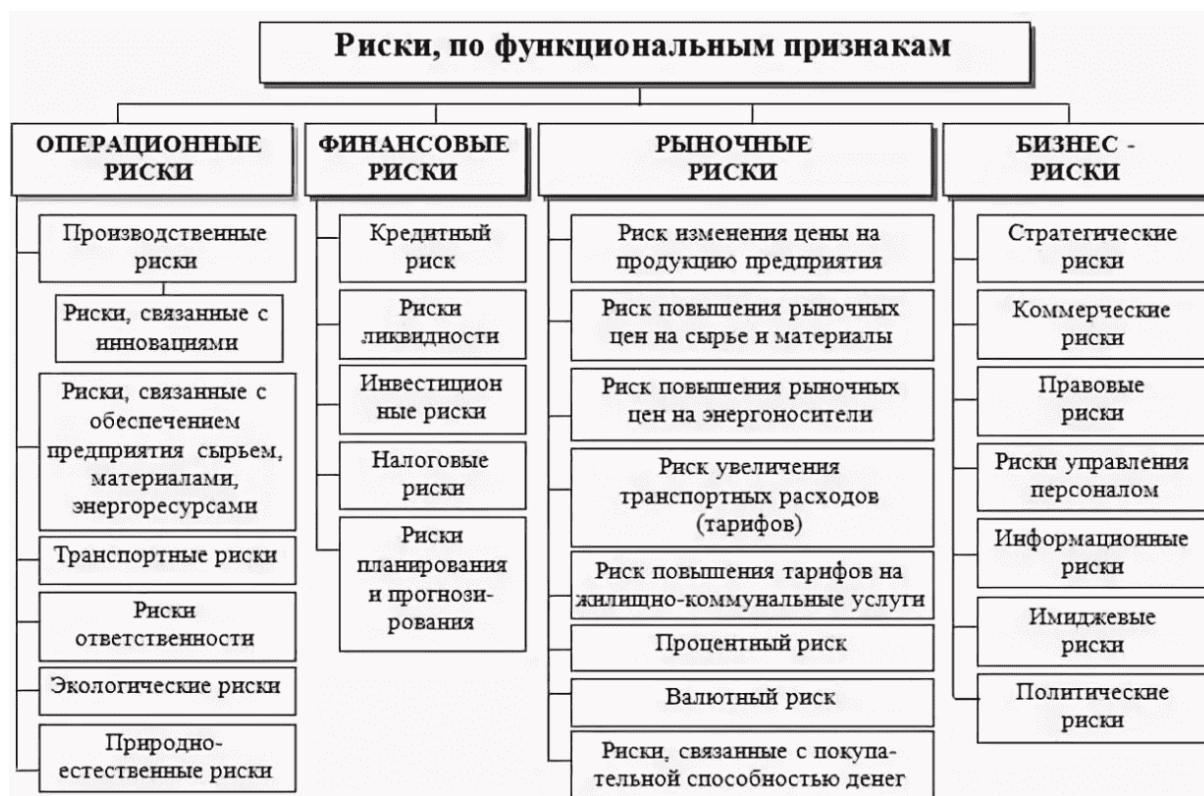 Риски, по функциональным признакам
ОПЕРАЦИОННЫЕ
РИСКИ
Производственные
риски
Риски, связанные с
инновациями
Риски, связанные с
обеспечением
предприятия сырьем,
материалами,
энергоресурсами
Транспортные риски
Риски
ответственности
Экологические риски
Природно-
естественные риски
ФИНАНСОВЫЕ
РИСКИ
Кредитный
риск
Риски
ликвидности
Инвестицион
ные риски
Налоговые
риски
Риски
планирования
и прогнози-
рования
РЫНОЧНЫЕ
РИСКИ
Риск изменения цены на
продукцию предприятия
Риск повышения рыночных
цен на сырье и материалы
Риск повышения рыночных
цен на энергоносители
Риск увеличения
транспортных расходов
(тарифов)
Риск повышения тарифов на
жилищно-коммунальные услуги
Процентный риск
Валютный риск
Риски, связанные с покупа-
тельной способностью денег
БИЗНЕС -
РИСКИ
Стратегические
риски
Коммерческие
риски
Правовые
риски
Риски управления
персоналом
Информационные
риски
Имиджевые
риски
Политические
риски